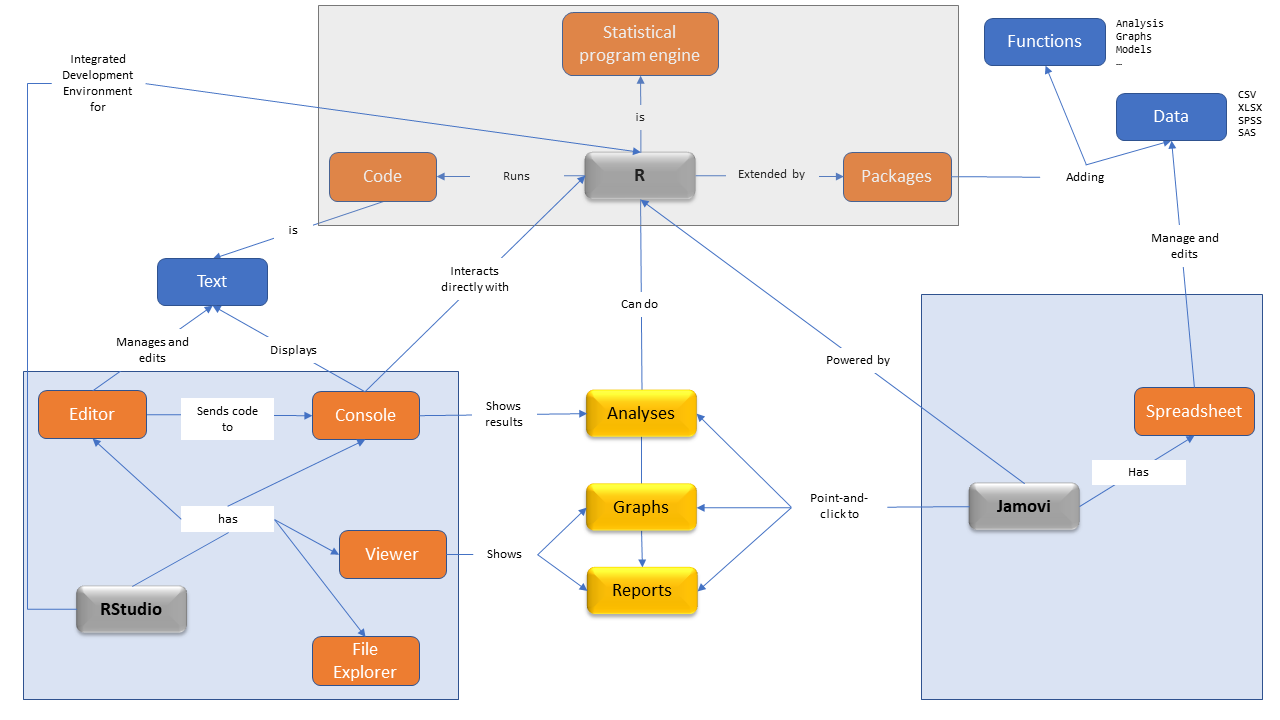 Statistical
program engine
Functions
Analysis
Graphs
Models
…
Integrated
Development
Environment
for
is
Data
CSV
XLSX
SPSS
SAS
Code
Runs
R
Extended by
Packages
Adding
is
Text
Interacts
directly with
Manage and
edits
Can do
Manages and
edits
Displays
Powered by
Editor
Sends code
to
Console
Shows
results
Analyses
Spreadsheet
Has
has
Graphs
Point-and-
click to
Jamovi
Viewer
Shows
Reports
RStudio
File
Explorer